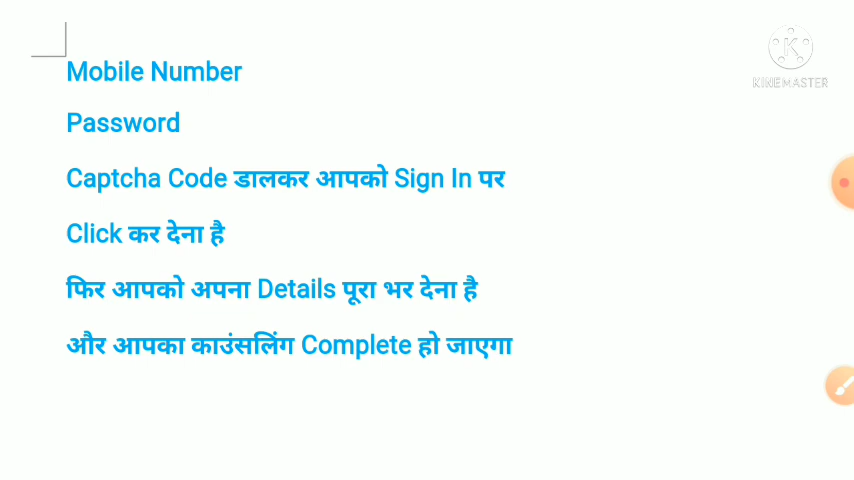 Mobile Number
KINEMASTER
Password
Captcha Code डालकर आपको Sign In पर
Click कर देना है
फिर आपको अपना Details पूरा भर देना है
और आपका काउंसलिंग Complete हो जाएगा